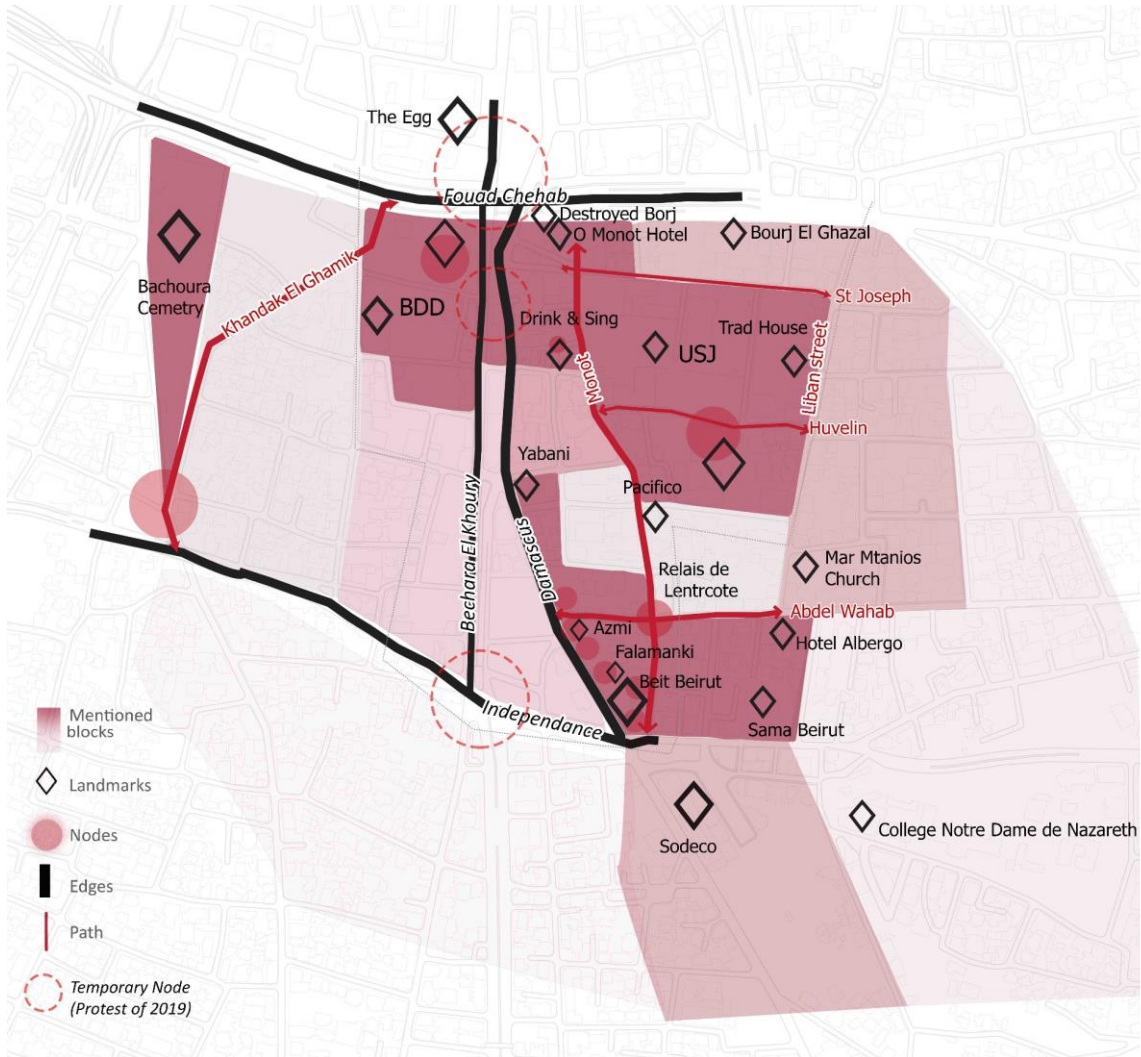 The Egg
Fouad Chehab
Destroyed Borj
O Monot Hotel
Bourj El Ghazal
Bachoura
Cemetry
Khandak El Ghamik
BDD
St Joseph
Drink & Sing
Monot
USJ
Trad House
Liban street
Huvelin
Yabani
Pacifico
Bechara El Khoury
Damascus
Relais de
Lentrcote
Mar Mtanios
Church
Abdel Wahab
Azmi
Hotel Albergo
Falamanki
Beit Beirut
Independance
Sama Beirut
Sodeco
College Notre Dame de Nazareth
Mentioned
blocks
Landmarks
Nodes
Edges
Path
Temporary Node
(Protest of 2019)